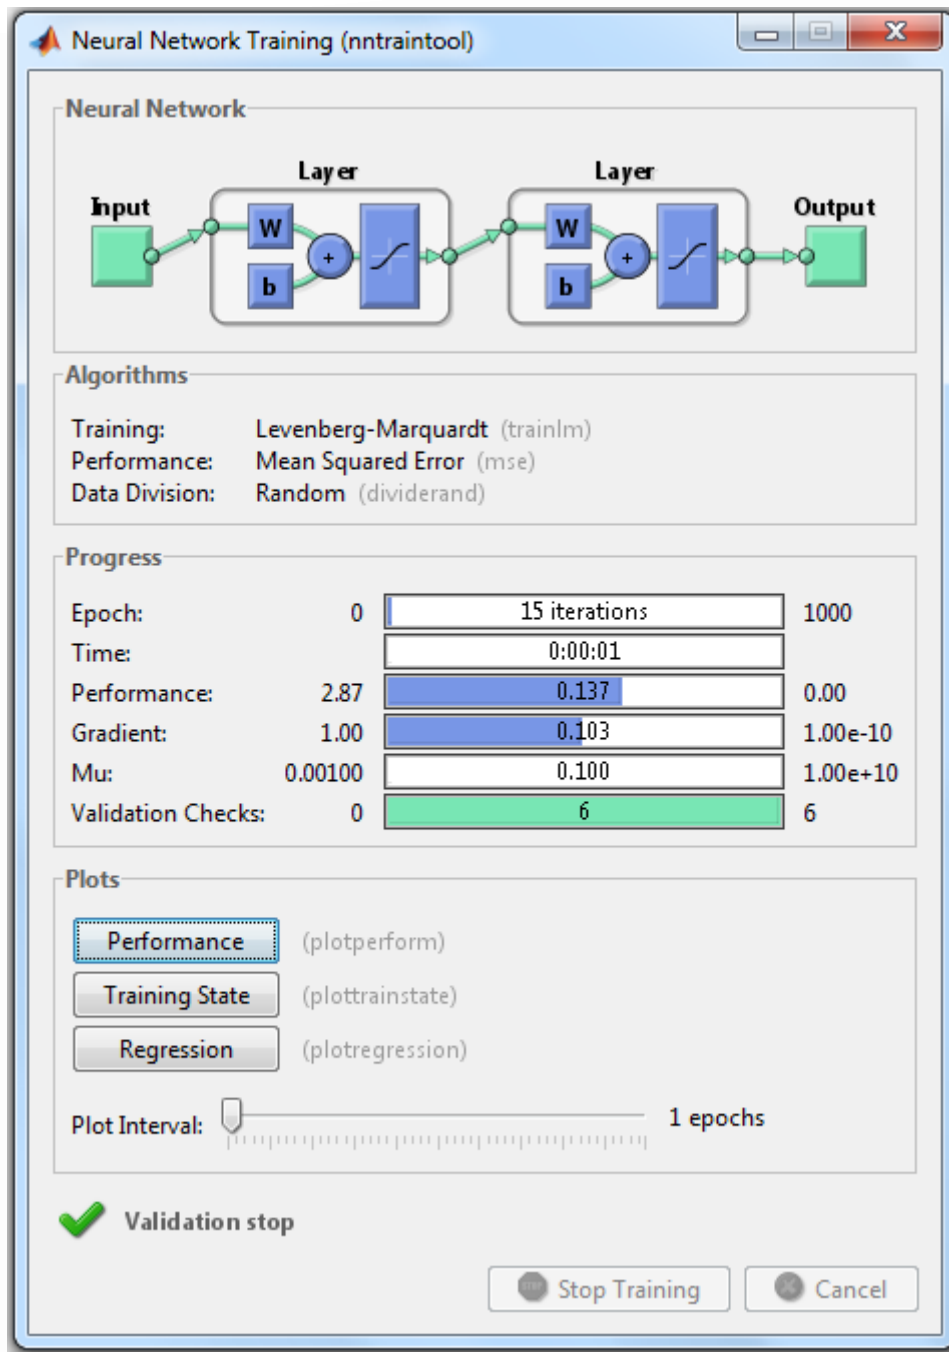 Neural Network Training (nntraintool)
Neural Network
Layer Layer
Input Output
W W
+ +
b b
Algorithms
Training: Levenberg-Marquardt (trainlm)
Performance: Mean Squared Error (mse)
Data Division: Random (dividerand)
Progress
Epoch: 0 15 iterations 1000
Time: 0:00:01
Performance: 2.87 0.137 0.00
Gradient: 1.00 0.103 1.00e-10
Mu: 0.00100 0.100 1.00e+10
Validation Checks: 0 6 6
Plots
Performance (plotperform)
Training State (plottrainstate)
Regression (plotregression)
Plot Interval: 1 epochs
Validation stop
STOP Stop Training Cancel